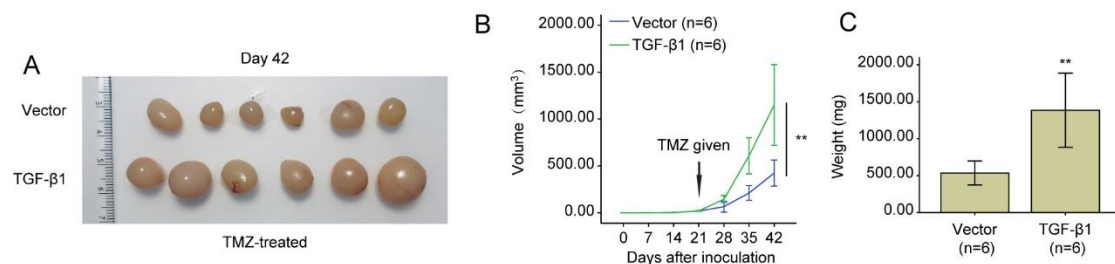 A
Day 42
Vector
TGF-β1
TMZ-treated
B
Volume (mm³)
2000.00
1500.00
1000.00
500.00
0.00
Vector (n=6)
TGF-β1 (n=6)
TMZ given
**
0 7 14 21 28 35 42
Days after inoculation
C
Weight (mg)
2000.00
1500.00
1000.00
500.00
0.00
**
Vector
(n=6)
TGF-β1
(n=6)